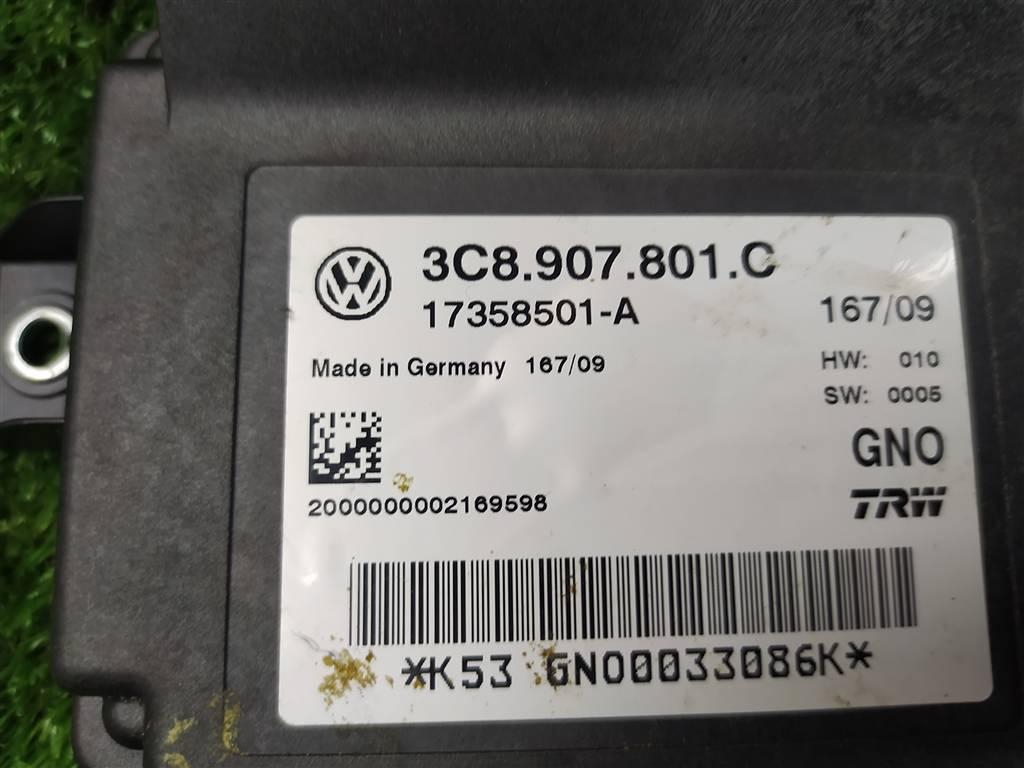 3C8.907.801.C
17358501-A
167/09
Made in Germany 167/09
HW: 010
SW: 0005
GNO
2000000002169598
TRW
*K53 GNO00033086K*